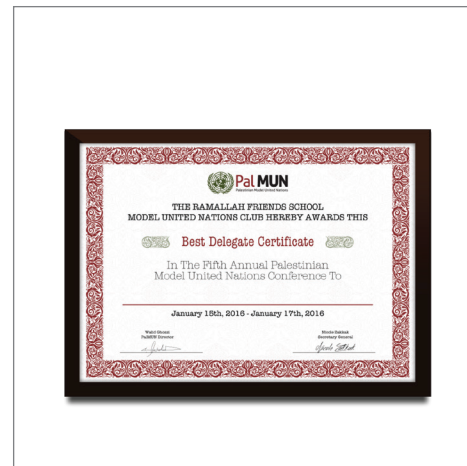 Pal MUN
Palestinian Model United Nations
THE RAMALLAH FRIENDS SCHOOL
MODEL UNITED NATIONS CLUB HEREBY AWARDS THIS
Best Delegate Certificate
In The Fifth Annual Palestinian
Model United Nations Conference To
January 15th, 2016 - January 17th, 2016
PalMUN Director
Secretary General